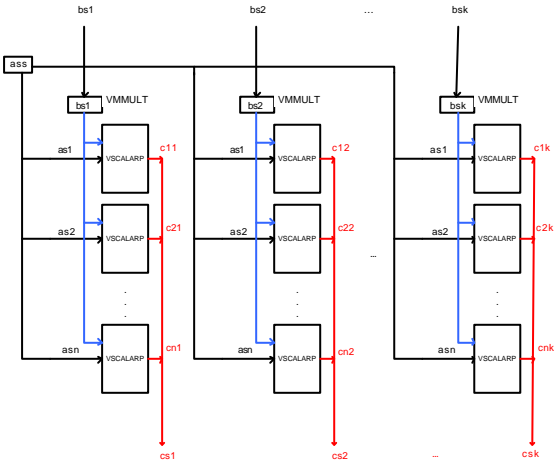 bs1 bs2 ... bsk
ass
bs1 VMMULT bs2 VMMULT bsk VMMULT
as1 VSCALARP c11 as1 VSCALARP c12 as1 VSCALARP c1k
as2 VSCALARP c21 as2 VSCALARP c22 as2 VSCALARP c2k
...
. . .
. . .
. . .
asn VSCALARP cn1 asn VSCALARP cn2 asn VSCALARP cnk
cs1 cs2 ... csk